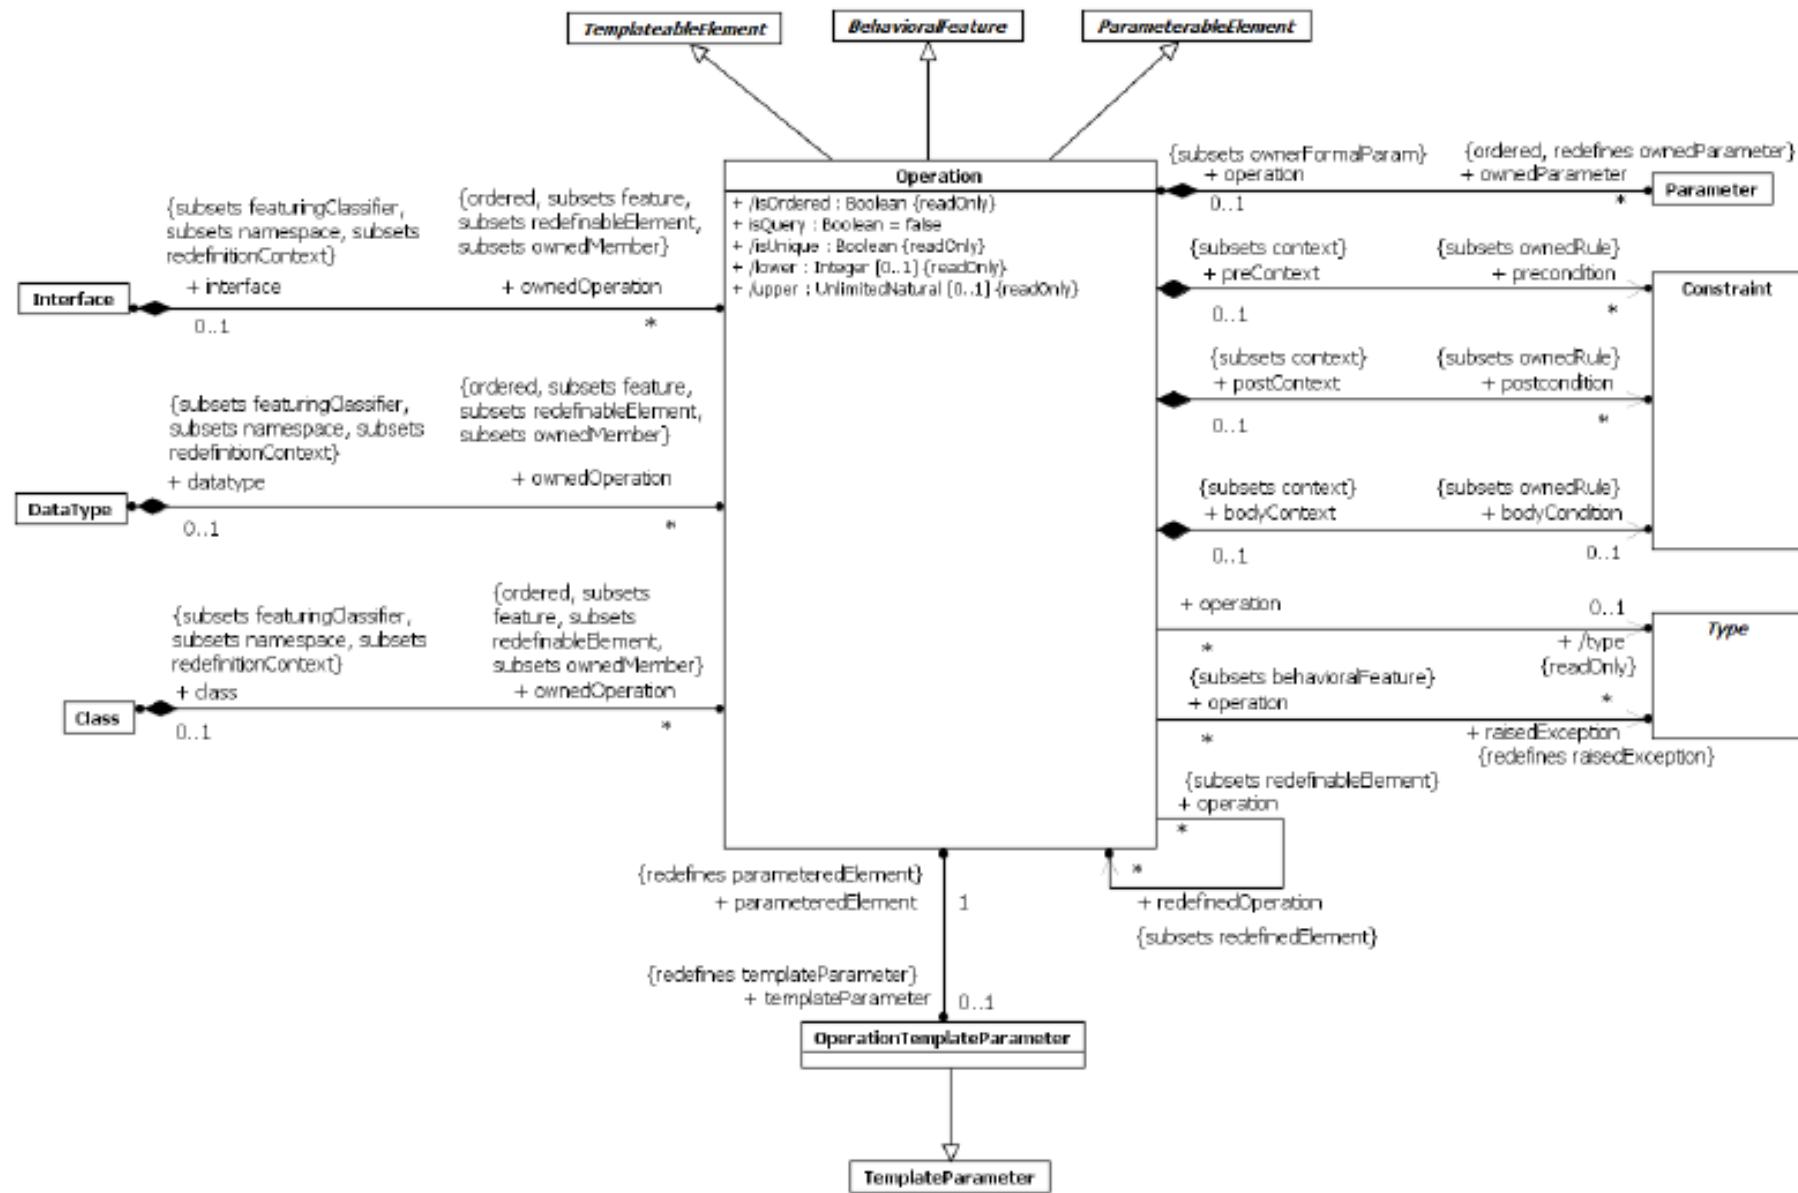 TemplateableElement
BehavioralFeature
ParameterableElement
Operation
+ /isOrdered : Boolean {readOnly}
+ isQuery : Boolean = false
+ /isUnique : Boolean {readOnly}
+ /lower : Integer [0..1] {readOnly}
+ /upper : UnlimitedNatural [0..1] {readOnly}
{subsets featuringClassifier,
subsets namespace, subsets
redefinitionContext}
+ interface
0..1
{ordered, subsets feature,
subsets redefinableElement,
subsets ownedMember}
+ ownedOperation
*
Interface
{subsets featuringClassifier,
subsets namespace, subsets
redefinitionContext}
+ datatype
0..1
{ordered, subsets feature,
subsets redefinableElement,
subsets ownedMember}
+ ownedOperation
*
DataType
{subsets featuringClassifier,
subsets namespace, subsets
redefinitionContext}
+ class
0..1
{ordered, subsets
feature, subsets
redefinableElement,
subsets ownedMember}
+ ownedOperation
*
Class
{subsets ownerFormalParam}
+ operation
0..1
{ordered, redefines ownedParameter}
+ ownedParameter
*
Parameter
{subsets context}
+ preContext
0..1
{subsets ownedRule}
+ precondition
*
Constraint
{subsets context}
+ postContext
0..1
{subsets ownedRule}
+ postcondition
*
{subsets context}
+ bodyContext
0..1
{subsets ownedRule}
+ bodyCondition
0..1
+ operation
*
0..1
+ /type
{readOnly}
Type
{subsets behavioralFeature}
+ operation
*
*
+ raisedException
{redefines raisedException}
{subsets redefinableElement}
+ operation
*
*
+ redefinedOperation
{subsets redefinedElement}
{redefines parameteredElement}
+ parameteredElement
1
{redefines templateParameter}
+ templateParameter
0..1
OperationTemplateParameter
TemplateParameter